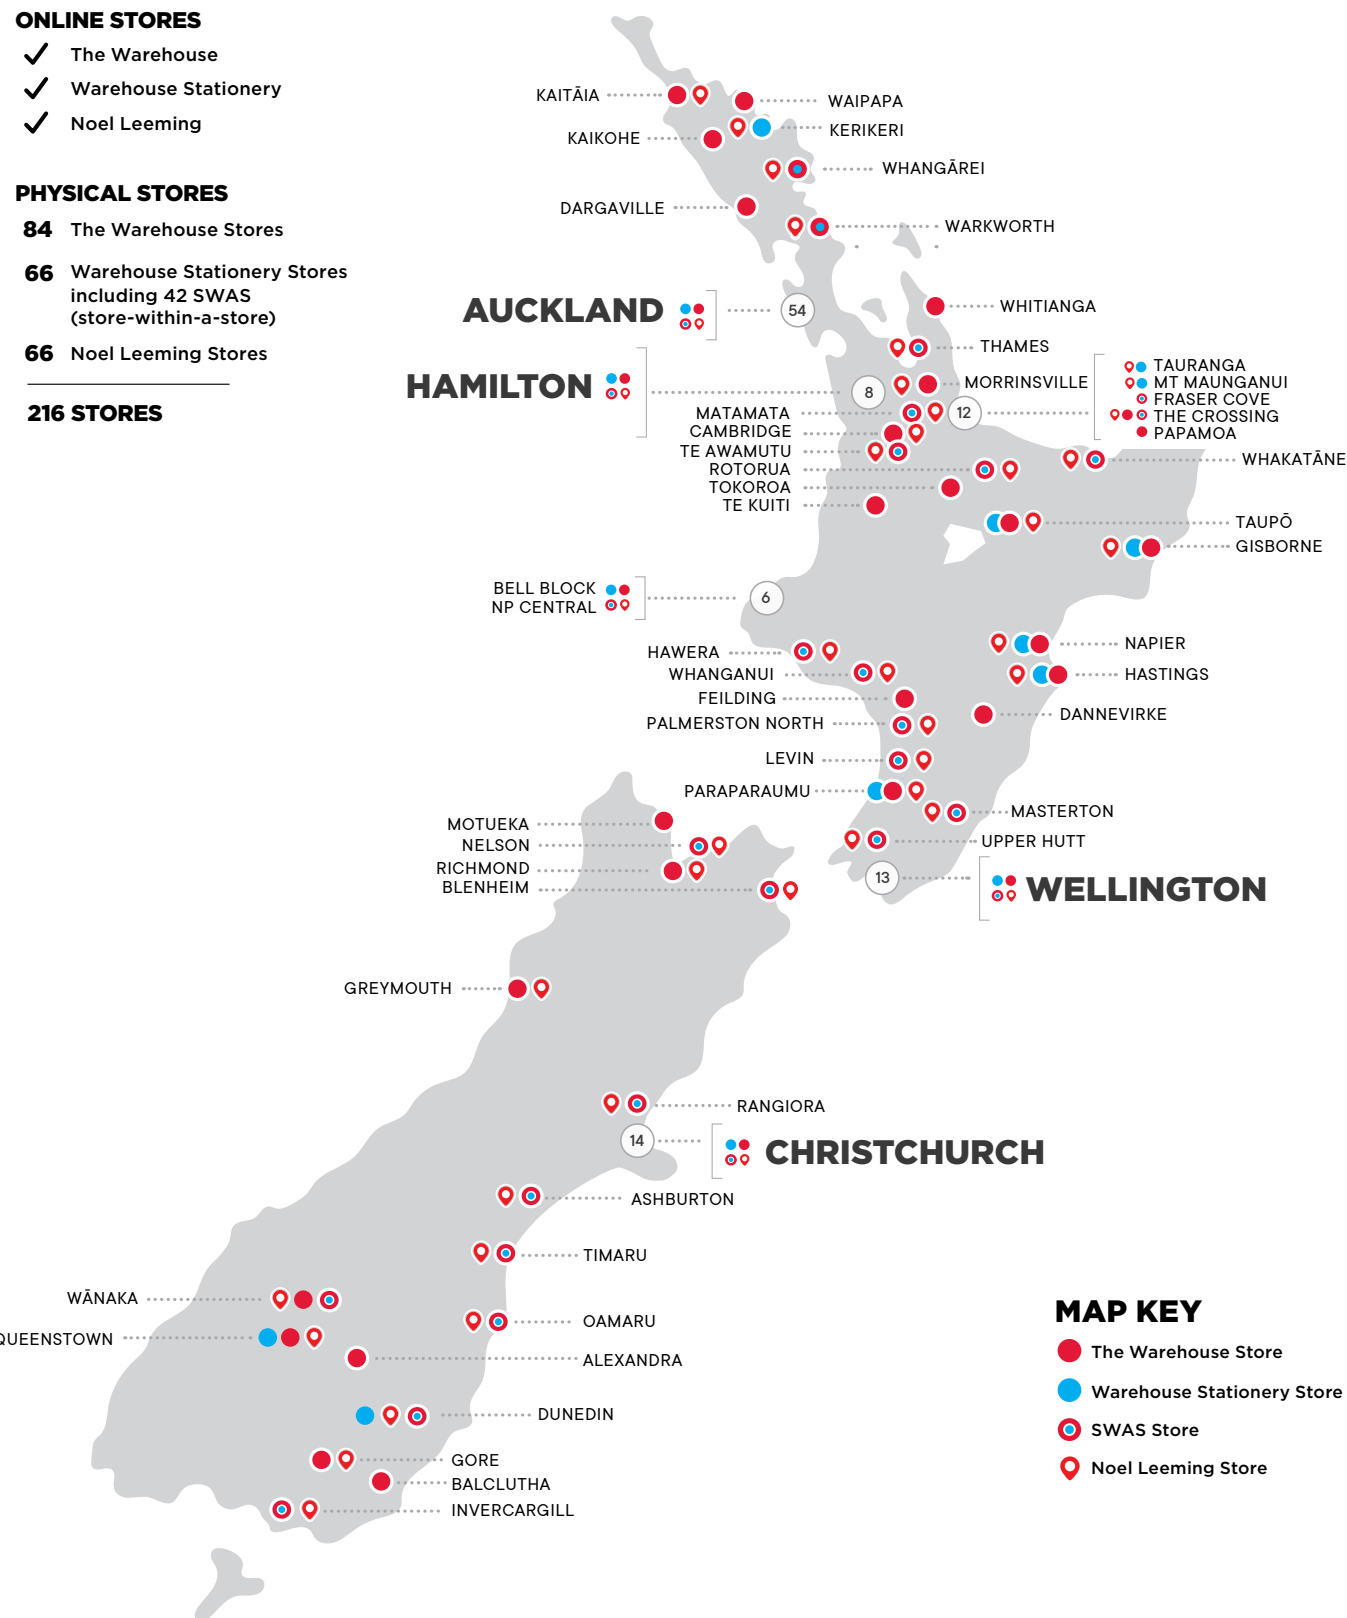 ONLINE STORES
The Warehouse
Warehouse Stationery
Noel Leeming
PHYSICAL STORES
84 The Warehouse Stores
66 Warehouse Stationery Stores
including 42 SWAS
(store-within-a-store)
66 Noel Leeming Stores
216 STORES
KAITĀIA
WAIPAPA
KERIKERI
KAIKOHE
WHANGĀREI
DARGAVILLE
WARKWORTH
AUCKLAND
54
WHITIANGA
THAMES
HAMILTON
8
MORRINSVILLE
TAURANGA
MT MAUNGANUI
FRASER COVE
THE CROSSING
PAPAMOA
12
MATAMATA
CAMBRIDGE
TE AWAMUTU
ROTORUA
TOKOROA
TE KUITI
WHAKATĀNE
TAUPŌ
GISBORNE
BELL BLOCK
NP CENTRAL
6
NAPIER
HASTINGS
HAWERA
WHANGANUI
FEILDING
DANNEVIRKE
PALMERSTON NORTH
LEVIN
PARAPARAUMU
MASTERTON
UPPER HUTT
13
WELLINGTON
MOTUEKA
NELSON
RICHMOND
BLENHEIM
GREYMOUTH
RANGIORA
14
CHRISTCHURCH
ASHBURTON
TIMARU
WĀNAKA
OAMARU
QUEENSTOWN
ALEXANDRA
DUNEDIN
GORE
BALCLUTHA
INVERCARGILL
MAP KEY
The Warehouse Store
Warehouse Stationery Store
SWAS Store
Noel Leeming Store